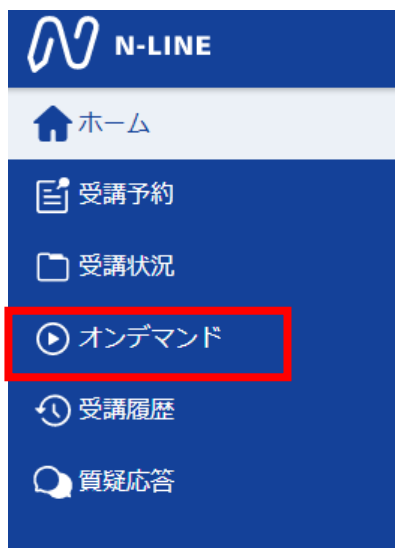 N-LINE
ホーム
受講予約
受講状況
オンデマンド
受講履歴
質疑応答